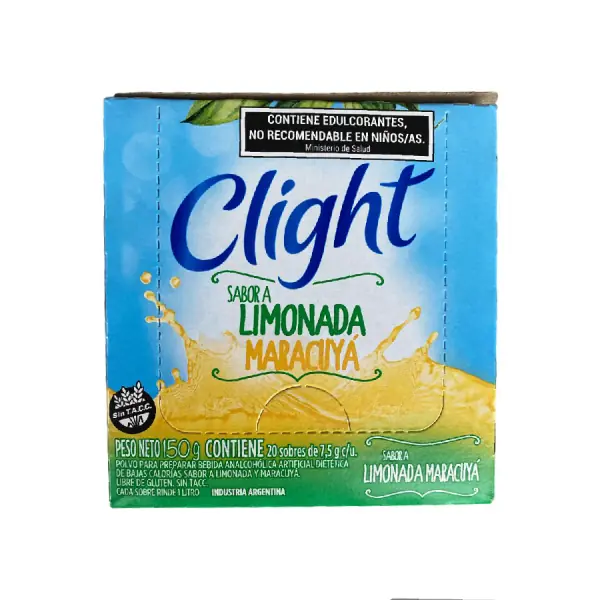 CONTIENE EDULCORANTES,
NO RECOMENDABLE EN NIÑOS/AS.
Ministerio de Salud
Clight
SABOR A
LIMONADA
MARACUYÁ
Sin T.A.C.C.
PESO NETO 150 g CONTIENE 20 sobres de 7,5 g c/u.
POLVO PARA PREPARAR BEBIDA ANALCOHÓLICA ARTIFICIAL DIETÉTICA
DE BAJAS CALORÍAS SABOR A LIMONADA Y MARACUYÁ.
LIBRE DE GLUTEN. SIN TACC.
CADA SOBRE RINDE 1 LITRO INDUSTRIA ARGENTINA
SABOR A
LIMONADA MARACUYÁ